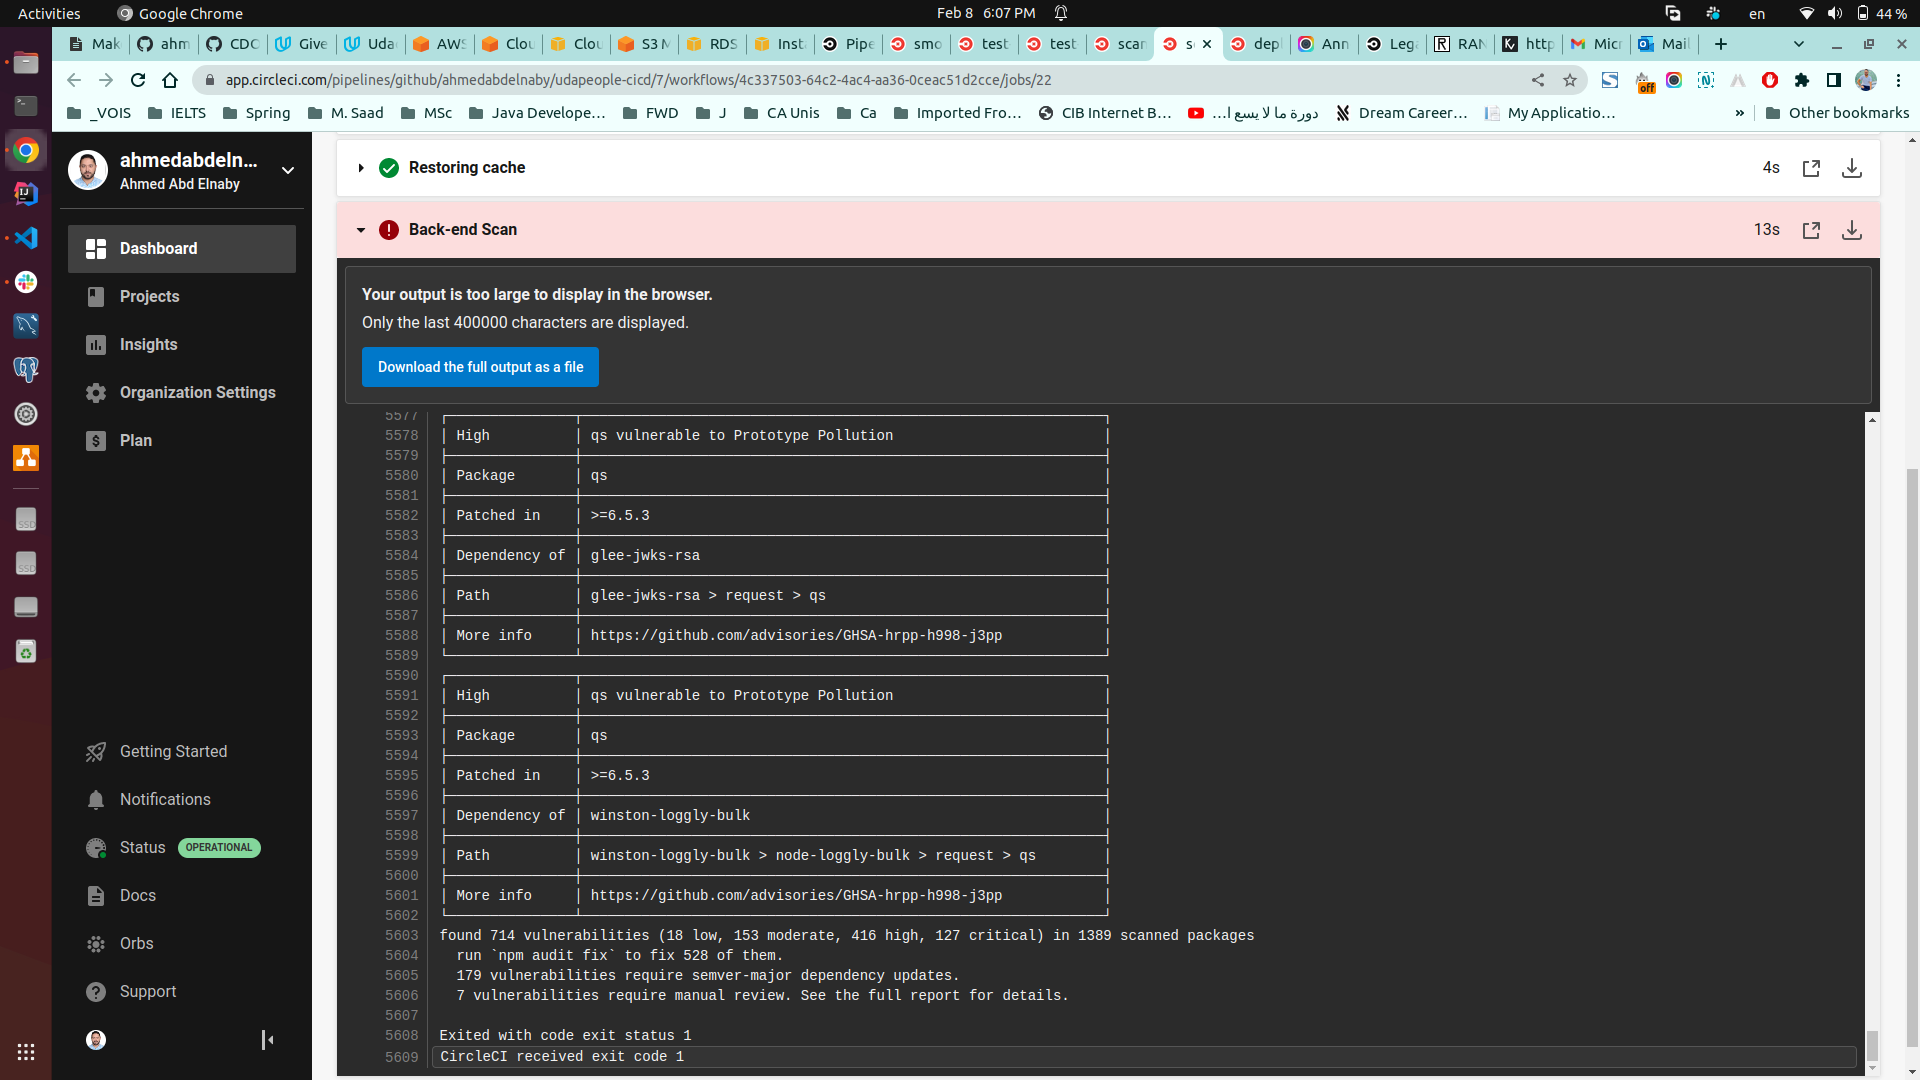 Activities
Google Chrome
Feb 8 6:07 PM
en
44 %
Mak
ahm
CDC
Give
Uda
AWS
Clou
Clou
S3 M
RDS
Inst
Pipe
smo
test
test
scar
s
dep
Ann
Leg
RAN
http
Micr
Mail
app.circleci.com/pipelines/github/ahmedabdelnaby/udapeople-cicd/7/workflows/4c337503-64c2-4ac4-aa36-0ceac51d2cce/jobs/22
off
_VOIS
IELTS
Spring
M. Saad
MSc
Java Develope...
FWD
J
CA Unis
Ca
Imported Fro...
CIB Internet B...
دورة ما لا يسع ا...
Dream Career...
My Applicatio...
»
Other bookmarks
ahmedabdeln...
Ahmed Abd Elnaby
Dashboard
Projects
Insights
Organization Settings
Plan
Getting Started
Notifications
Status OPERATIONAL
Docs
Orbs
Support
Restoring cache 4s
Back-end Scan 13s
Your output is too large to display in the browser.
Only the last 400000 characters are displayed.
Download the full output as a file
5577
5578 High qs vulnerable to Prototype Pollution
5579
5580 Package qs
5581
5582 Patched in >=6.5.3
5583
5584 Dependency of glee-jwks-rsa
5585
5586 Path glee-jwks-rsa > request > qs
5587
5588 More info https://github.com/advisories/GHSA-hrpp-h998-j3pp
5589
5590
5591 High qs vulnerable to Prototype Pollution
5592
5593 Package qs
5594
5595 Patched in >=6.5.3
5596
5597 Dependency of winston-loggly-bulk
5598
5599 Path winston-loggly-bulk > node-loggly-bulk > request > qs
5600
5601 More info https://github.com/advisories/GHSA-hrpp-h998-j3pp
5602
5603 found 714 vulnerabilities (18 low, 153 moderate, 416 high, 127 critical) in 1389 scanned packages
5604 run `npm audit fix` to fix 528 of them.
5605 179 vulnerabilities require semver-major dependency updates.
5606 7 vulnerabilities require manual review. See the full report for details.
5607
5608 Exited with code exit status 1
5609 CircleCI received exit code 1